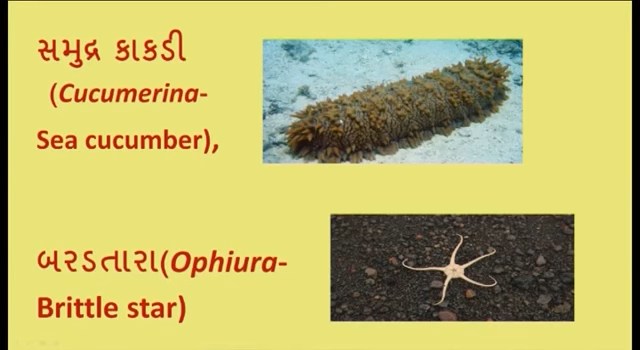 સમુદ્ર કાકડી
(Cucumerina-
Sea cucumber),
બરડતારા(Ophiura-
Brittle star)